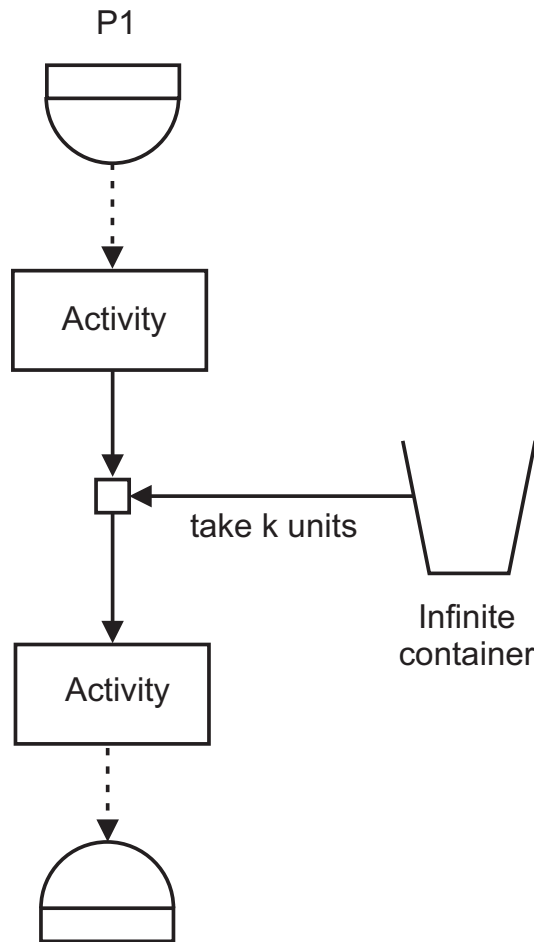 P1
Activity
take k units
Infinite
container
Activity